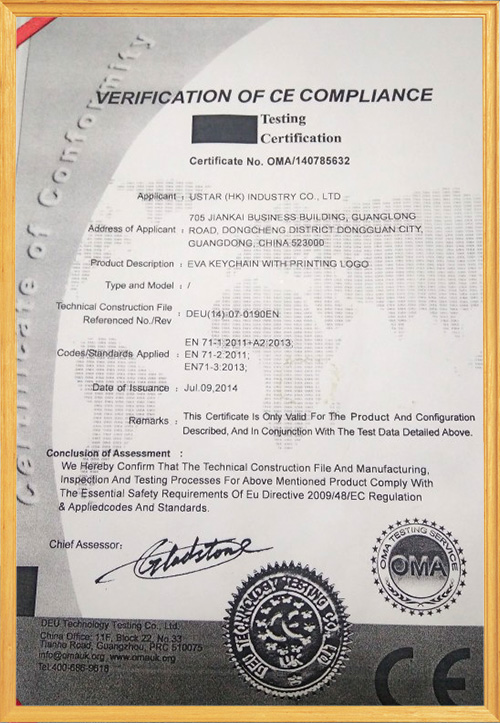 Certificate of Conformity
VERIFICATION OF CE COMPLIANCE
Testing
Certification
Certificate No. OMA/140785632
Applicant : USTAR (HK) INDUSTRY CO., LTD
Address of Applicant : 705 JIANKAI BUSINESS BUILDING, GUANGLONG
ROAD, DONGCHENG DISTRICT DONGGUAN CITY,
GUANGDONG, CHINA 523000
Product Description : EVA KEYCHAIN WITH PRINTING LOGO
Type and Model : /
Technical Construction File
Referenced No./Rev : DEU(14)-07-0190EN
Codes/Standards Applied : EN 71-1:2011+A2:2013;
EN 71-2:2011;
EN71-3:2013;
Date of Issuance : Jul.09,2014
Remarks : This Certificate Is Only Valid For The Product And Configuration
Described, And In Conjunction With The Test Data Detailed Above.
Conclusion of Assessment :
We Hereby Confirm That The Technical Construction File And Manufacturing,
Inspection And Testing Processes For Above Mentioned Product Comply With
The Essential Safety Requirements Of Eu Directive 2009/48/EC Regulation
& Appliedcodes And Standards.
Chief Assessor:
Gladstone
OMA TESTING SERVICE
OMA
DEU TECHNOLOGY TESTING CO., LTD
CE
UK
DEU Technology Testing Co., Ltd.
China Office: 11F, Block 22, No.33
Tianhe Road, Guangzhou, PRC 510075
info@omauk.org www.omauk.org
Tel:400-688-9618
CE